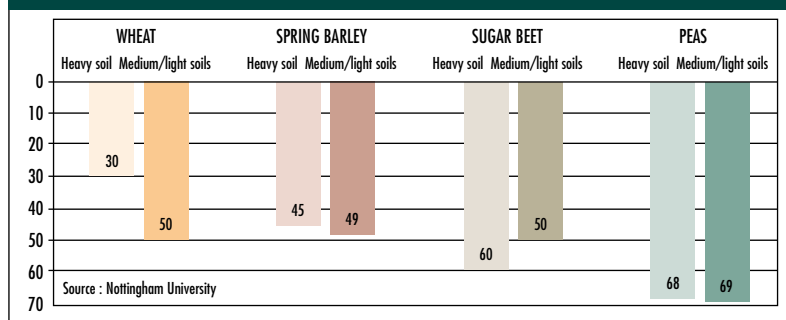 WHEAT SPRING BARLEY SUGAR BEET PEAS
Heavy soil Medium/light soils Heavy soil Medium/light soils Heavy soil Medium/light soils Heavy soil Medium/light soils
0
10
20
30
40
50
60
70
30 50 45 49 60 50 68 69
Source : Nottingham University